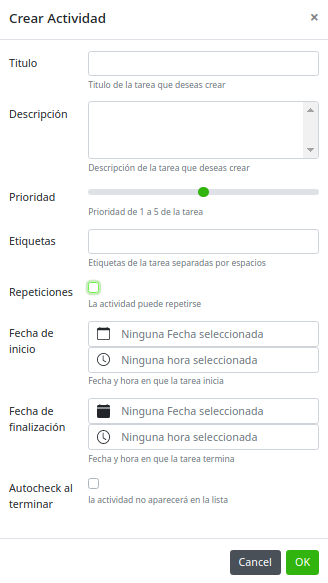 Crear Actividad ×
Titulo
Titulo de la tarea que deseas crear
Descripción
Descripción de la tarea que deseas crear
Prioridad
Prioridad de 1 a 5 de la tarea
Etiquetas
Etiquetas de la tarea separadas por espacios
Repeticiones
La actividad puede repetirse
Fecha de
inicio
Ninguna Fecha seleccionada
Ninguna hora seleccionada
Fecha y hora en que la tarea inicia
Fecha de
finalización
Ninguna Fecha seleccionada
Ninguna hora seleccionada
Fecha y hora en que la tarea termina
Autocheck al
terminar
la actividad no aparecerá en la lista
Cancel OK